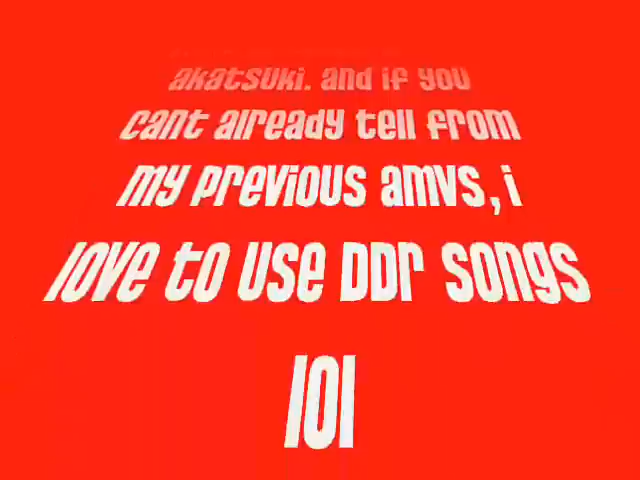 akatsuki. and if you
cant already tell from
my previous amvs, i
love to use DDr songs
lol